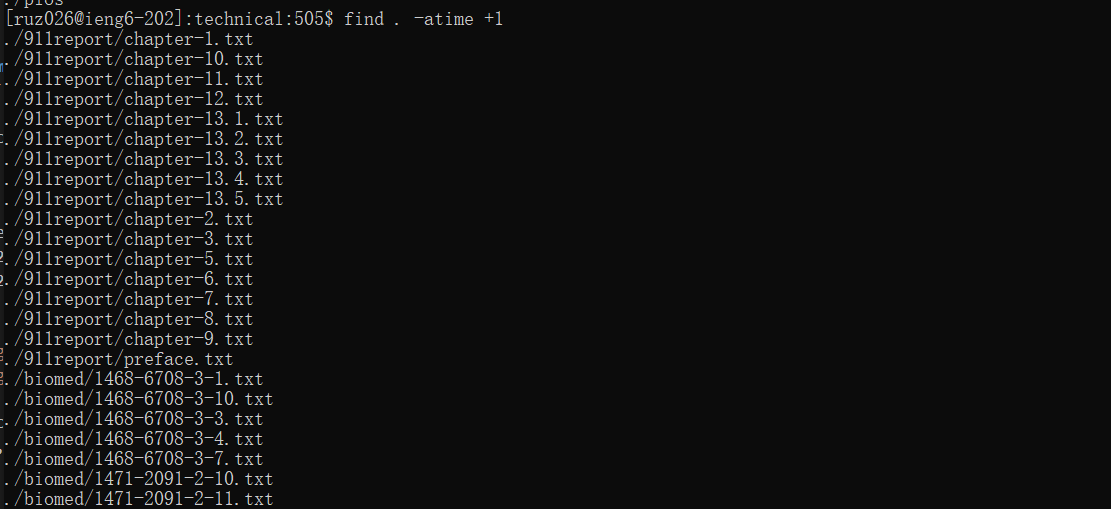 ./plos
[ruz026@ieng6-202]:technical:505$ find . -atime +1
./911report/chapter-1.txt
./911report/chapter-10.txt
./911report/chapter-11.txt
./911report/chapter-12.txt
./911report/chapter-13.1.txt
./911report/chapter-13.2.txt
./911report/chapter-13.3.txt
./911report/chapter-13.4.txt
./911report/chapter-13.5.txt
./911report/chapter-2.txt
./911report/chapter-3.txt
./911report/chapter-5.txt
./911report/chapter-6.txt
./911report/chapter-7.txt
./911report/chapter-8.txt
./911report/chapter-9.txt
./911report/preface.txt
./biomed/1468-6708-3-1.txt
./biomed/1468-6708-3-10.txt
./biomed/1468-6708-3-3.txt
./biomed/1468-6708-3-4.txt
./biomed/1468-6708-3-7.txt
./biomed/1471-2091-2-10.txt
./biomed/1471-2091-2-11.txt